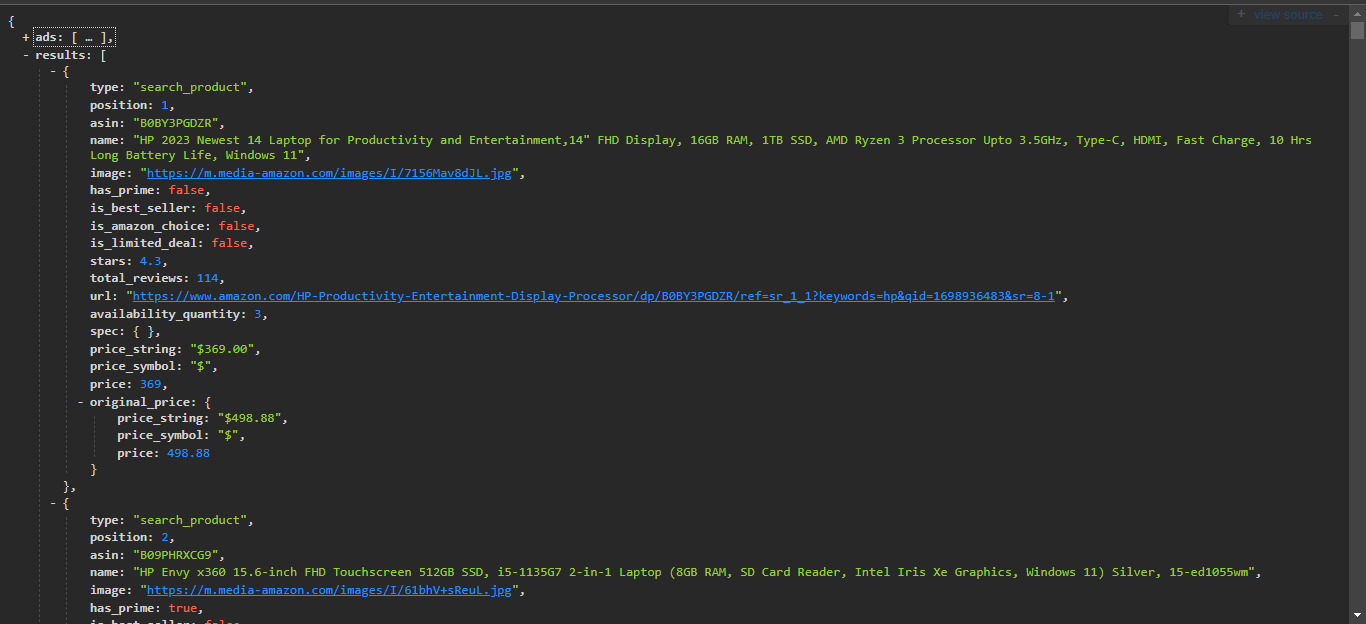 + view source -
{
+ ads: [ … ],
- results: [
- {
type: "search_product",
position: 1,
asin: "B0BY3PGDZR",
name: "HP 2023 Newest 14 Laptop for Productivity and Entertainment,14" FHD Display, 16GB RAM, 1TB SSD, AMD Ryzen 3 Processor Upto 3.5GHz, Type-C, HDMI, Fast Charge, 10 Hrs
Long Battery Life, Windows 11",
image: "https://m.media-amazon.com/images/I/7156Mav8dJL.jpg",
has_prime: false,
is_best_seller: false,
is_amazon_choice: false,
is_limited_deal: false,
stars: 4.3,
total_reviews: 114,
url: "https://www.amazon.com/HP-Productivity-Entertainment-Display-Processor/dp/B0BY3PGDZR/ref=sr_1_1?keywords=hp&qid=1698936483&sr=8-1",
availability_quantity: 3,
spec: { },
price_string: "$369.00",
price_symbol: "$",
price: 369,
- original_price: {
price_string: "$498.88",
price_symbol: "$",
price: 498.88
}
},
- {
type: "search_product",
position: 2,
asin: "B09PHRXCG9",
name: "HP Envy x360 15.6-inch FHD Touchscreen 512GB SSD, i5-1135G7 2-in-1 Laptop (8GB RAM, SD Card Reader, Intel Iris Xe Graphics, Windows 11) Silver, 15-ed1055wm",
image: "https://m.media-amazon.com/images/I/61bhV+sReuL.jpg",
has_prime: true,
is_best_seller: false